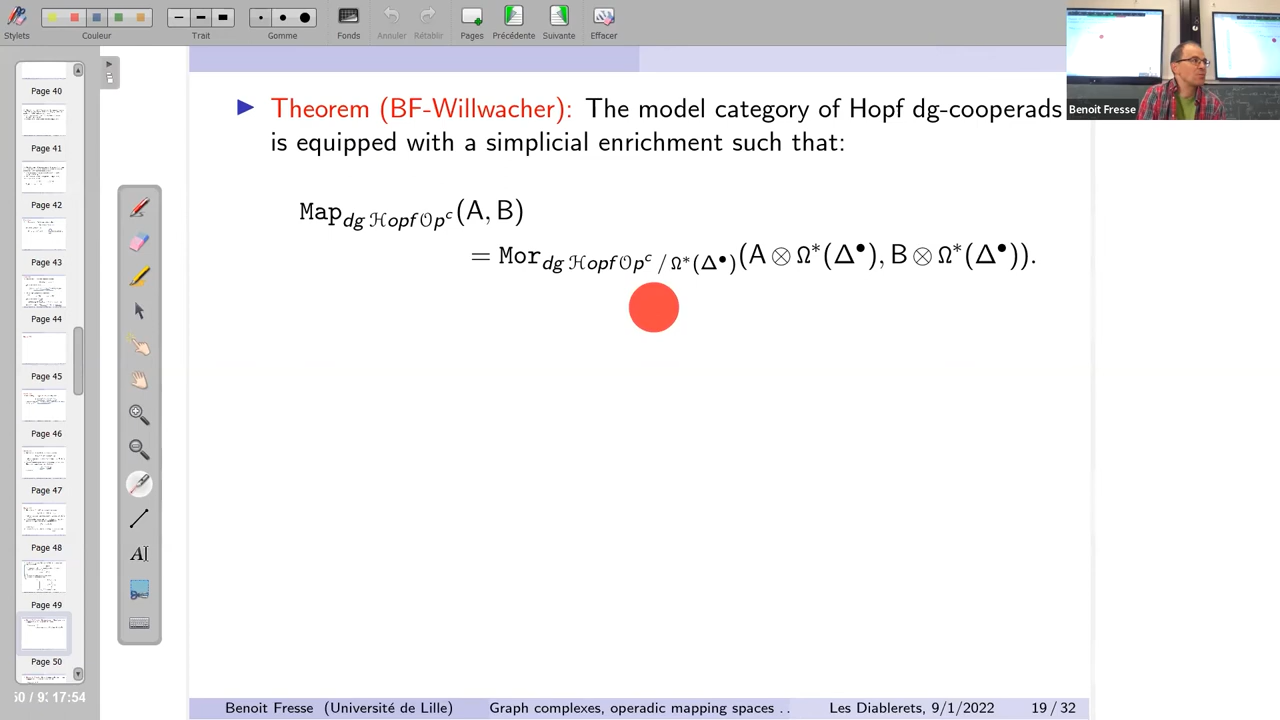 Stylets
Couleur
Trait
Gomme
Fonds
Annuler
Rétablir
Pages
Précédente
Suivante
Effacer
Benoit Fresse
Page 40
Page 41
Page 42
Page 43
Page 44
Page 45
Page 46
Page 47
Page 48
Page 49
Page 50
17:54
▶ Theorem (BF-Willwacher): The model category of Hopf dg-cooperads
is equipped with a simplicial enrichment such that:
Map_{dg ℋopf 𝒪p^c}(A, B)
= Mor_{dg ℋopf 𝒪p^c / Ω*(Δ^•)}(A ⊗ Ω*(Δ^•), B ⊗ Ω*(Δ^•)).
AI
Benoit Fresse (Université de Lille) Graph complexes, operadic mapping spaces . . Les Diablerets, 9/1/2022 19 / 32